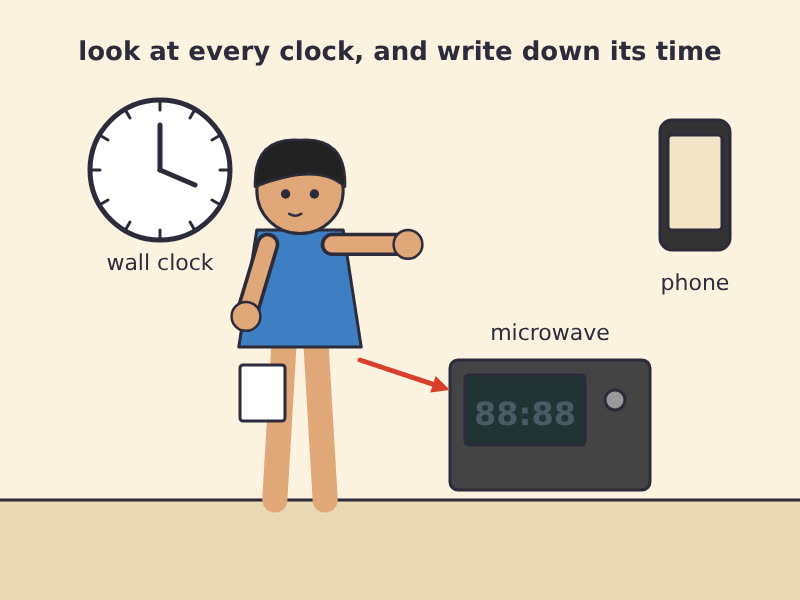 look at every clock, and write down its time
wall clock
phone
microwave
88:88